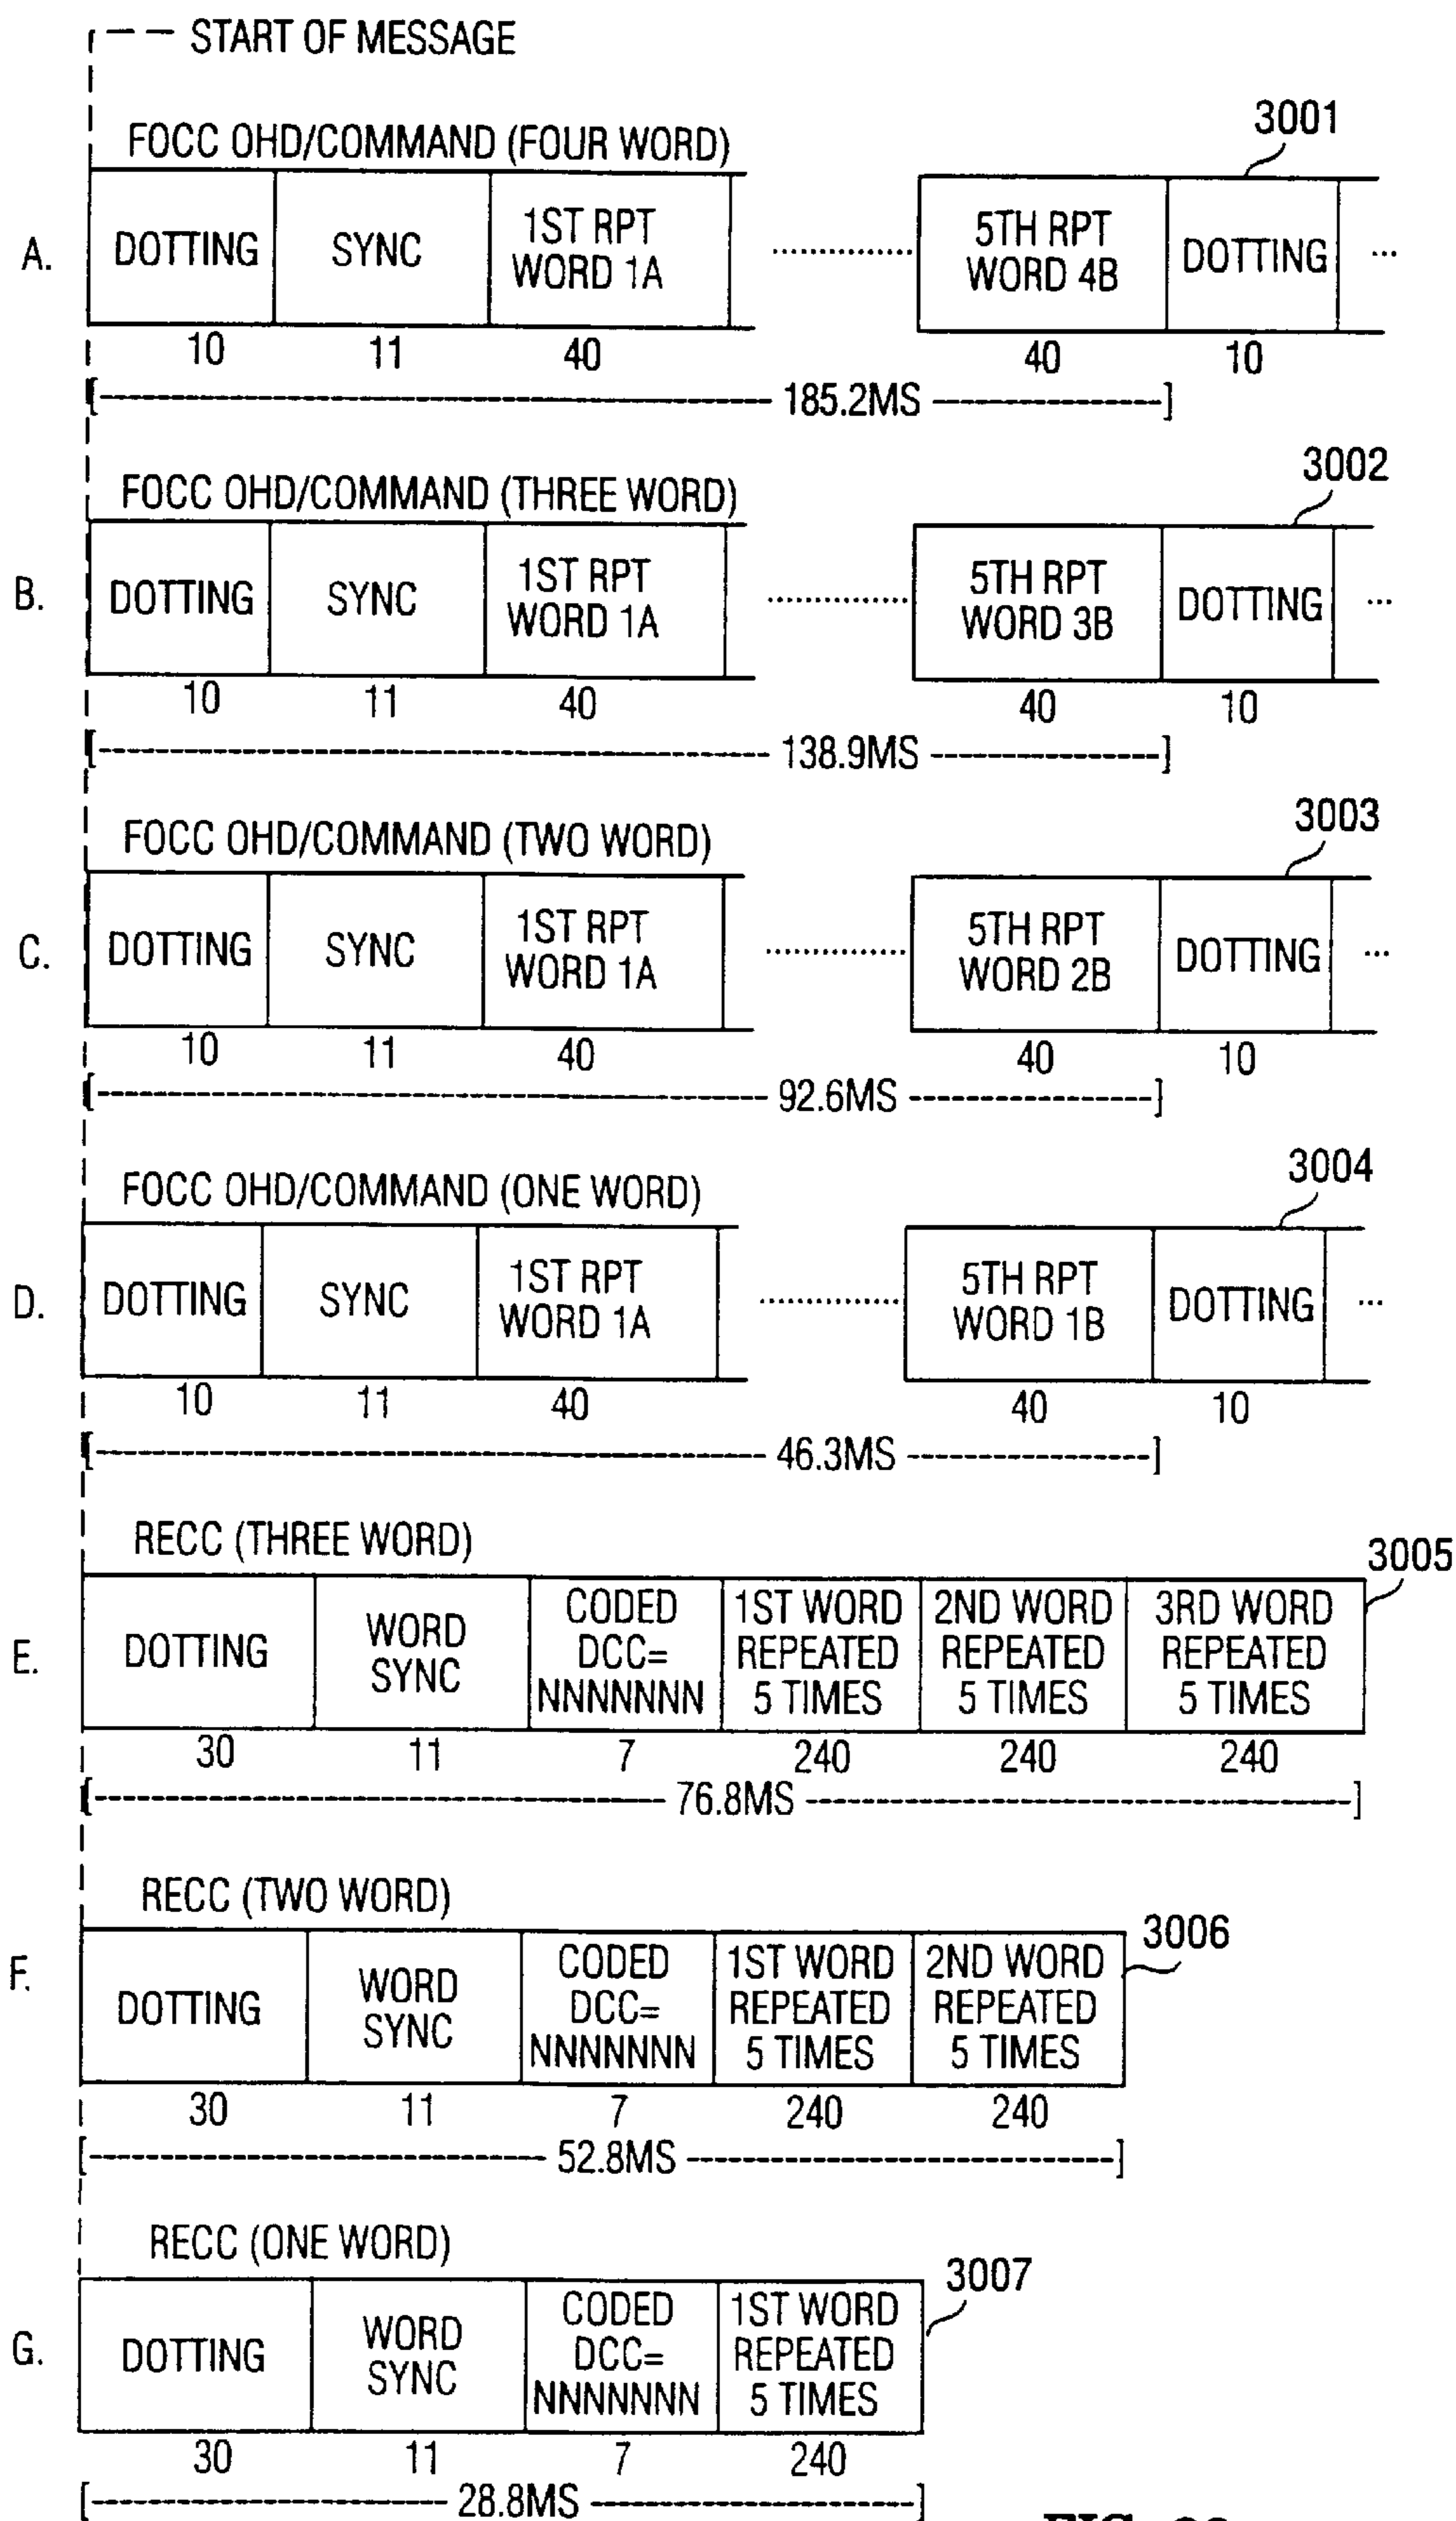 START OF MESSAGE
FOCC OHD/COMMAND (FOUR WORD)
3001
A.
DOTTING
SYNC
1ST RPT
WORD 1A
5TH RPT
WORD 4B
DOTTING
...
10
11
40
40
10
185.2MS
FOCC OHD/COMMAND (THREE WORD)
3002
B.
DOTTING
SYNC
1ST RPT
WORD 1A
5TH RPT
WORD 3B
DOTTING
...
10
11
40
40
10
138.9MS
FOCC OHD/COMMAND (TWO WORD)
3003
C.
DOTTING
SYNC
1ST RPT
WORD 1A
5TH RPT
WORD 2B
DOTTING
...
10
11
40
40
10
92.6MS
FOCC OHD/COMMAND (ONE WORD)
3004
D.
DOTTING
SYNC
1ST RPT
WORD 1A
5TH RPT
WORD 1B
DOTTING
...
10
11
40
40
10
46.3MS
RECC (THREE WORD)
3005
E.
DOTTING
WORD
SYNC
CODED
DCC=
NNNNNNN
1ST WORD
REPEATED
5 TIMES
2ND WORD
REPEATED
5 TIMES
3RD WORD
REPEATED
5 TIMES
30
11
7
240
240
240
76.8MS
RECC (TWO WORD)
3006
F.
DOTTING
WORD
SYNC
CODED
DCC=
NNNNNNN
1ST WORD
REPEATED
5 TIMES
2ND WORD
REPEATED
5 TIMES
30
11
7
240
240
52.8MS
RECC (ONE WORD)
3007
G.
DOTTING
WORD
SYNC
CODED
DCC=
NNNNNNN
1ST WORD
REPEATED
5 TIMES
30
11
7
240
28.8MS